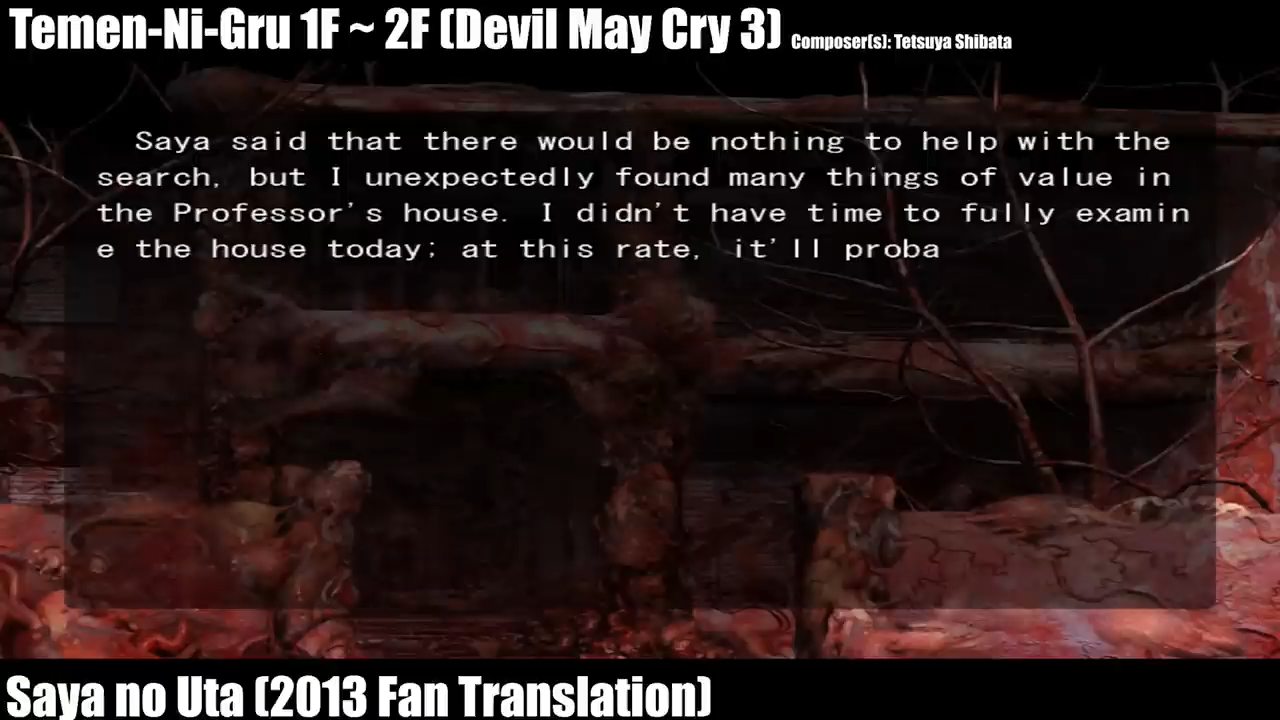 Temen-Ni-Gru 1F ~ 2F (Devil May Cry 3) Composer(s): Tetsuya Shibata
Saya said that there would be nothing to help with the
search, but I unexpectedly found many things of value in
the Professor's house. I didn't have time to fully examin
e the house today; at this rate, it'll proba
Saya no Uta (2013 Fan Translation)